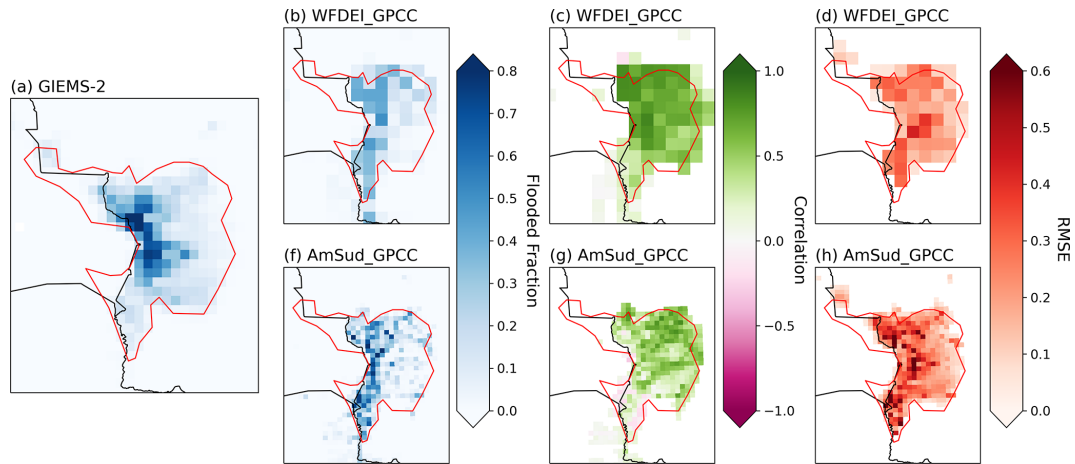 (a) GIEMS-2
(b) WFDEI_GPCC
(c) WFDEI_GPCC
(d) WFDEI_GPCC
(f) AmSud_GPCC
(g) AmSud_GPCC
(h) AmSud_GPCC
0.8
0.7
0.6
0.5
0.4
0.3
0.2
0.1
0.0
Flooded Fraction
1.0
0.5
0.0
−0.5
−1.0
Correlation
0.6
0.5
0.4
0.3
0.2
0.1
0.0
RMSE